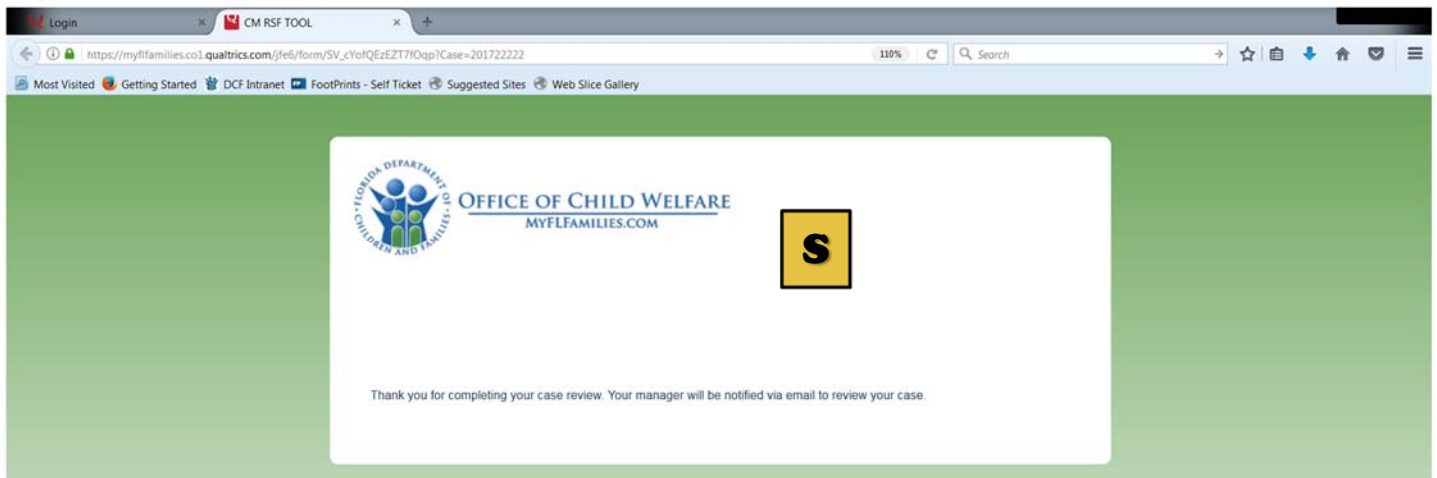 Login × CM RSF TOOL × +
https://myflfamilies.co1.qualtrics.com/jfe6/form/SV_cYofQEzEZT7fOqp?Case=201722222 110% Search
Most Visited Getting Started DCF Intranet FootPrints - Self Ticket Suggested Sites Web Slice Gallery
FLORIDA DEPARTMENT OF CHILDREN AND FAMILIES
OFFICE OF CHILD WELFARE
MYFLFAMILIES.COM
S
Thank you for completing your case review. Your manager will be notified via email to review your case.